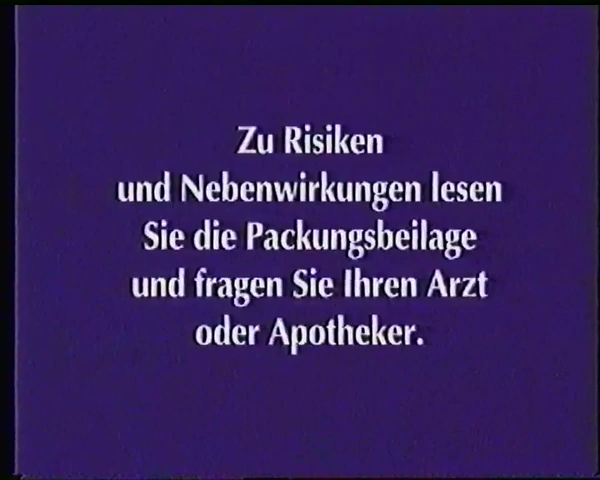 Zu Risiken
und Nebenwirkungen lesen
Sie die Packungsbeilage
und fragen Sie Ihren Arzt
oder Apotheker.